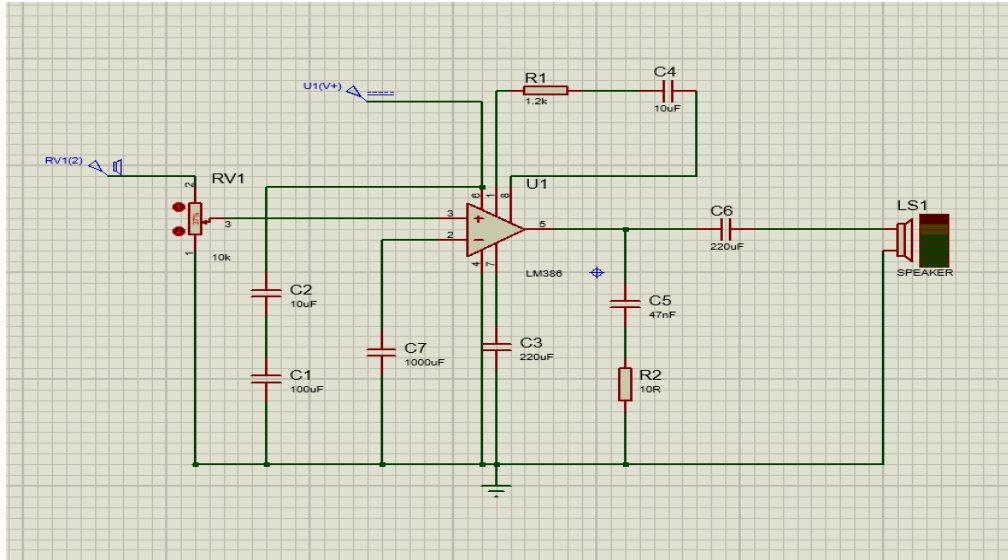 R1
1.2k
C4
10uF
U1(V+)
RV1(2)
RV1
2
3
1
10k
37%
U1
6
1
8
3
2
5
4
7
LM386
C6
220uF
LS1
SPEAKER
C2
10uF
C1
100uF
C7
1000uF
C3
220uF
C5
47nF
R2
10R